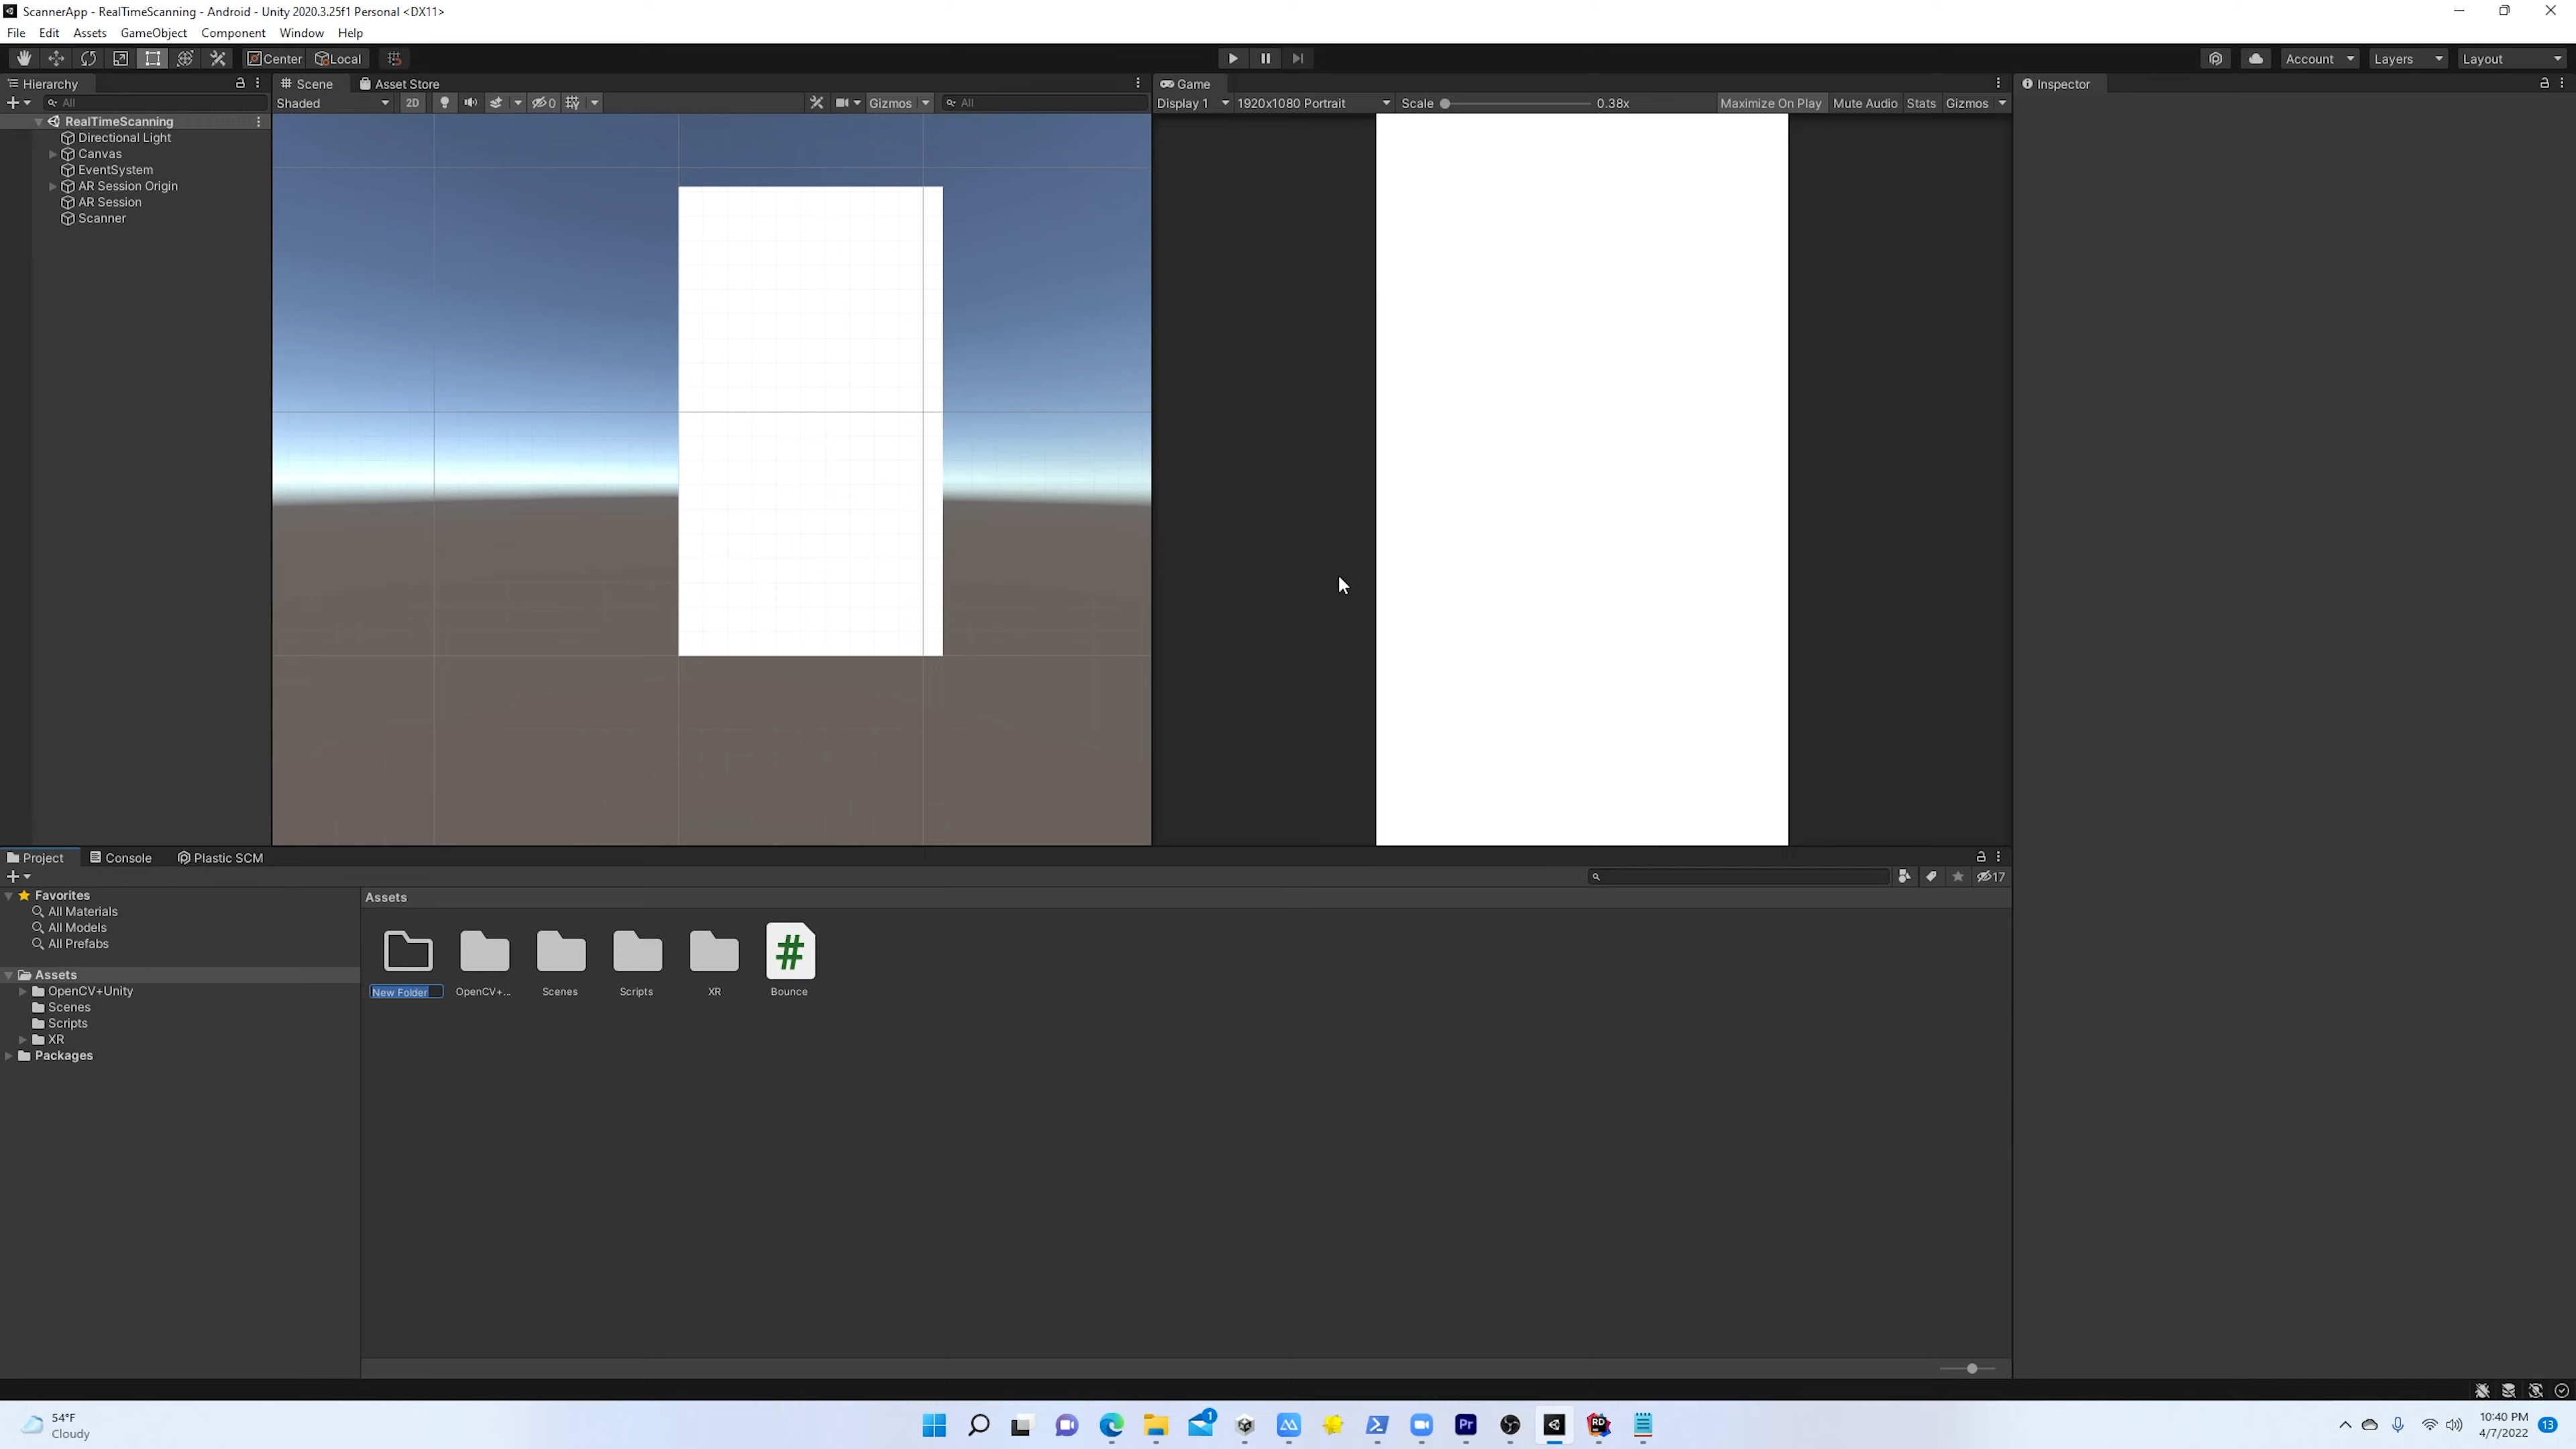 ScannerApp - RealTimeScanning - Android - Unity 2020.3.25f1 Personal <DX11>
File Edit Assets GameObject Component Window Help
Center Local
Account Layers Layout
Hierarchy
All
RealTimeScanning
Directional Light
Canvas
EventSystem
AR Session Origin
AR Session
Scanner
Scene Asset Store
Shaded 2D 0 Gizmos All
Game
Display 1 1920x1080 Portrait Scale 0.38x Maximize On Play Mute Audio Stats Gizmos
Inspector
Project Console Plastic SCM
17
Favorites
All Materials
All Models
All Prefabs
Assets
OpenCV+Unity
Scenes
Scripts
XR
Packages
Assets
#
New Folder OpenCV+... Scenes Scripts XR Bounce
54°F
Cloudy
1
Pr
RD
10:40 PM
4/7/2022
13